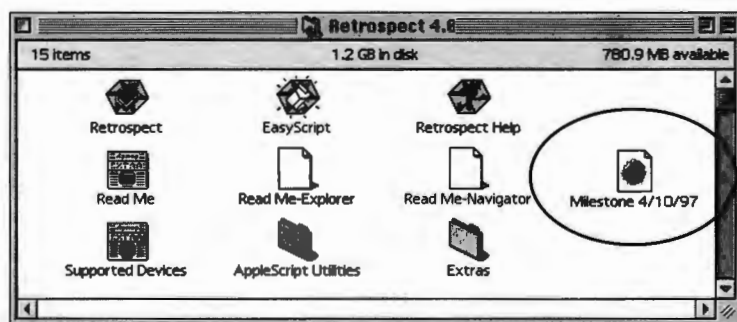 Retrospect 4.0
15 items 1.2 GB in disk 780.9 MB available
Retrospect EasyScript Retrospect Help
Read Me Read Me-Explorer Read Me-Navigator Milestone 4/10/97
Supported Devices AppleScript Utilities Extras